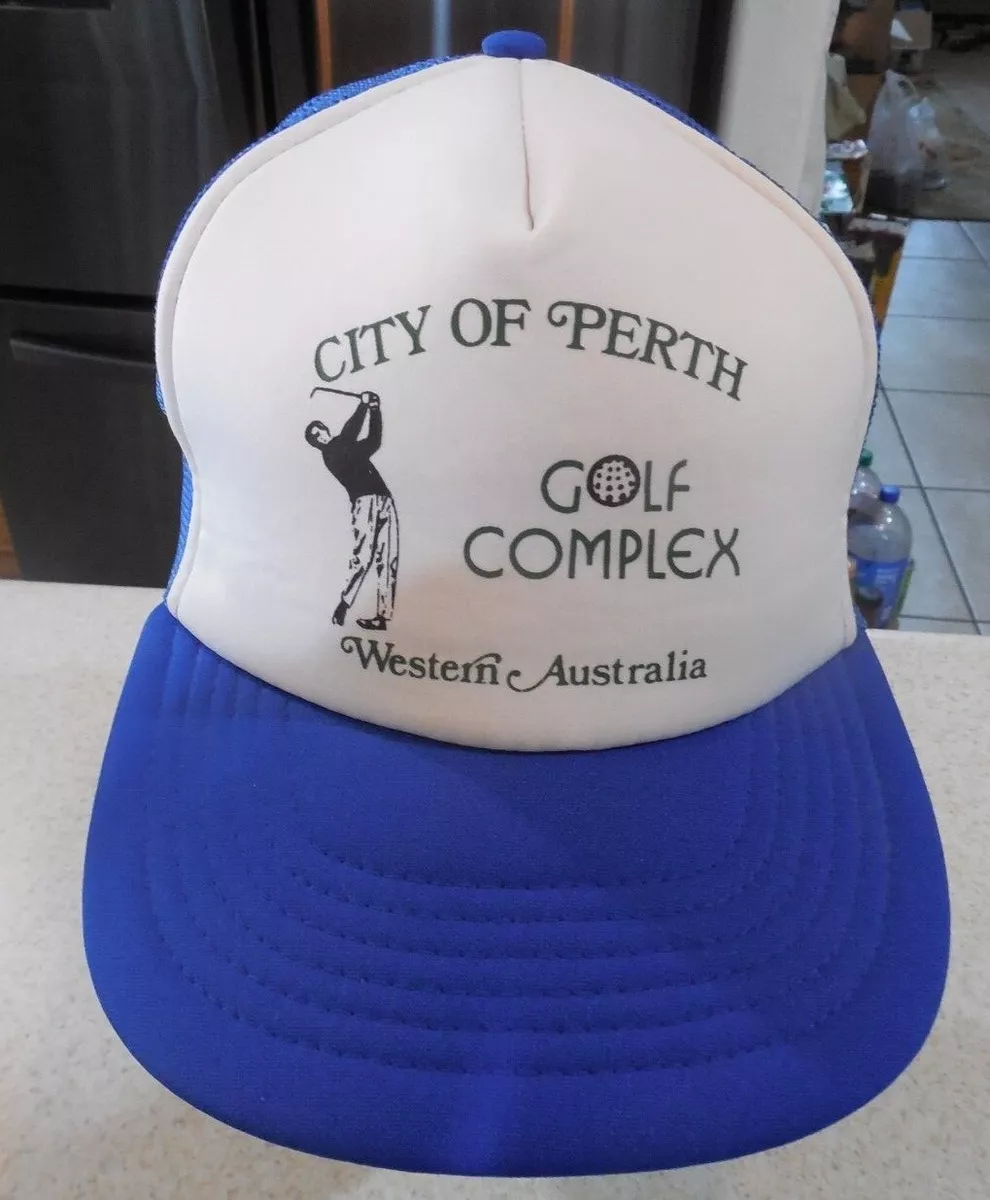 CITY OF PERTH
GOLF
COMPLEX
Western Australia